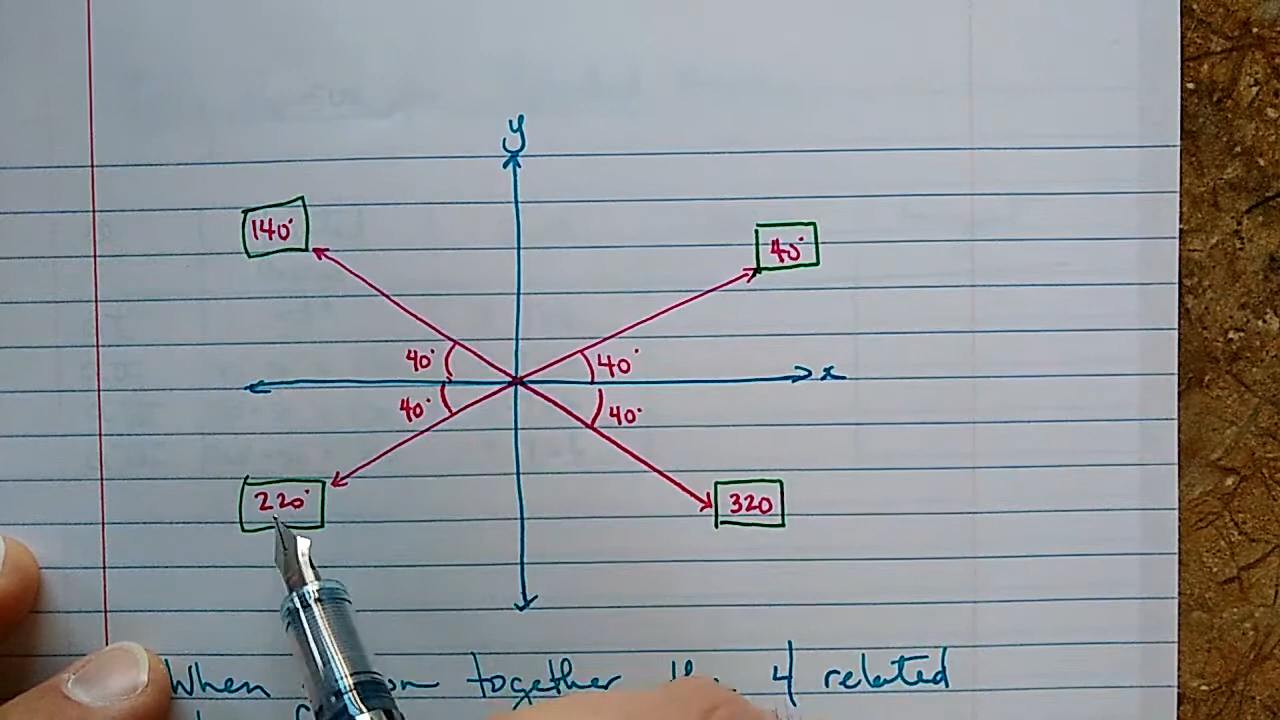 y
140°
40°
40° 40° x
40° 40°
220° 320
When together 4 related